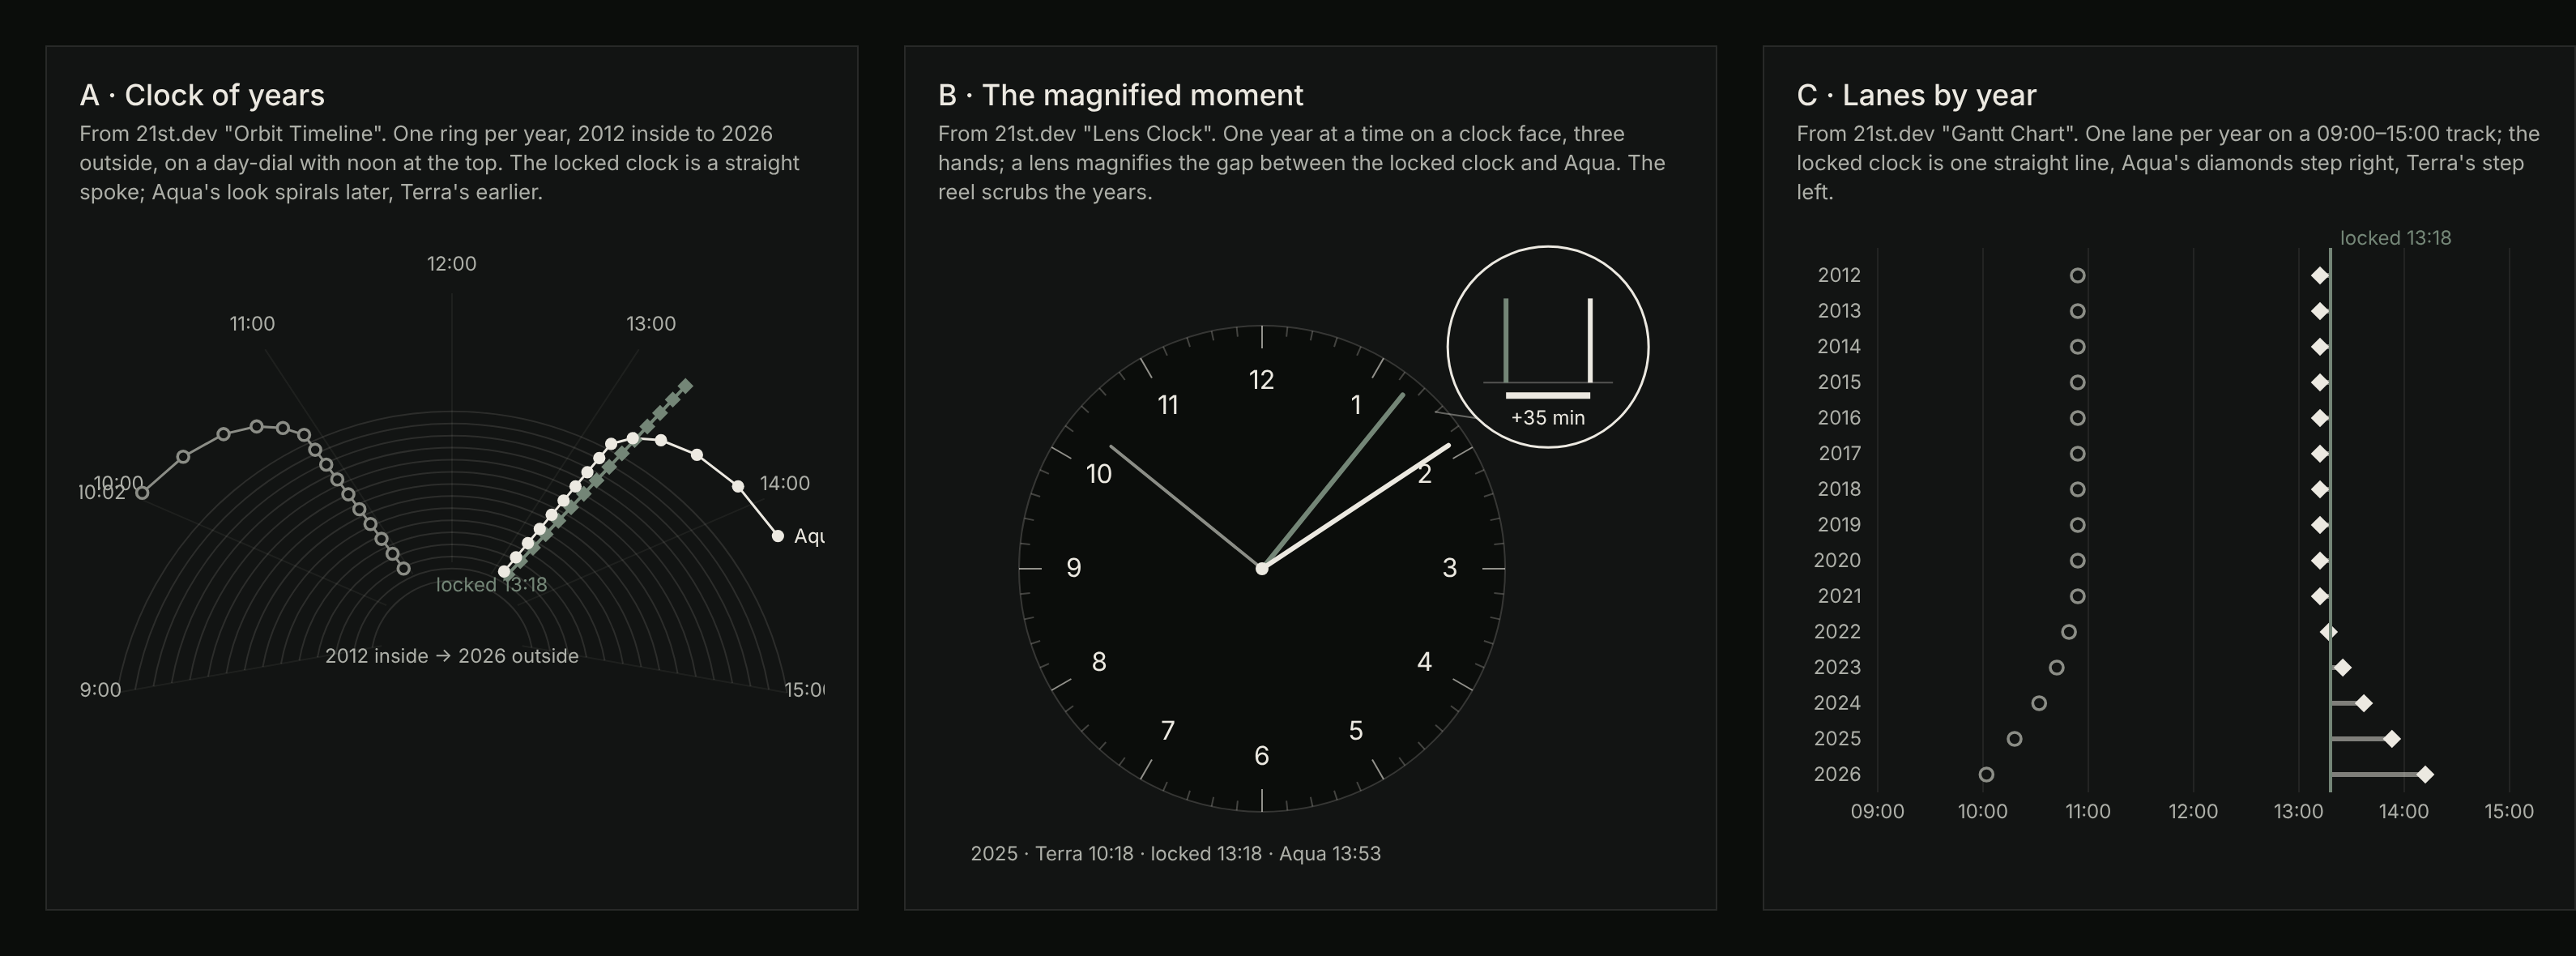 A · Clock of years
From 21st.dev "Orbit Timeline". One ring per year, 2012 inside to 2026
outside, on a day-dial with noon at the top. The locked clock is a straight
spoke; Aqua's look spirals later, Terra's earlier.
12:00
11:00
13:00
10:00
10:02
14:00
locked 13:18
2012 inside → 2026 outside
9:00
B · The magnified moment
From 21st.dev "Lens Clock". One year at a time on a clock face, three
hands; a lens magnifies the gap between the locked clock and Aqua. The
reel scrubs the years.
+35 min
12
1
2
3
4
5
6
7
8
9
10
11
2025 · Terra 10:18 · locked 13:18 · Aqua 13:53
C · Lanes by year
From 21st.dev "Gantt Chart". One lane per year on a 09:00–15:00 track; the
locked clock is one straight line, Aqua's diamonds step right, Terra's step
left.
locked 13:18
2012
2013
2014
2015
2016
2017
2018
2019
2020
2021
2022
2023
2024
2025
2026
09:00 10:00 11:00 12:00 13:00 14:00 15:00